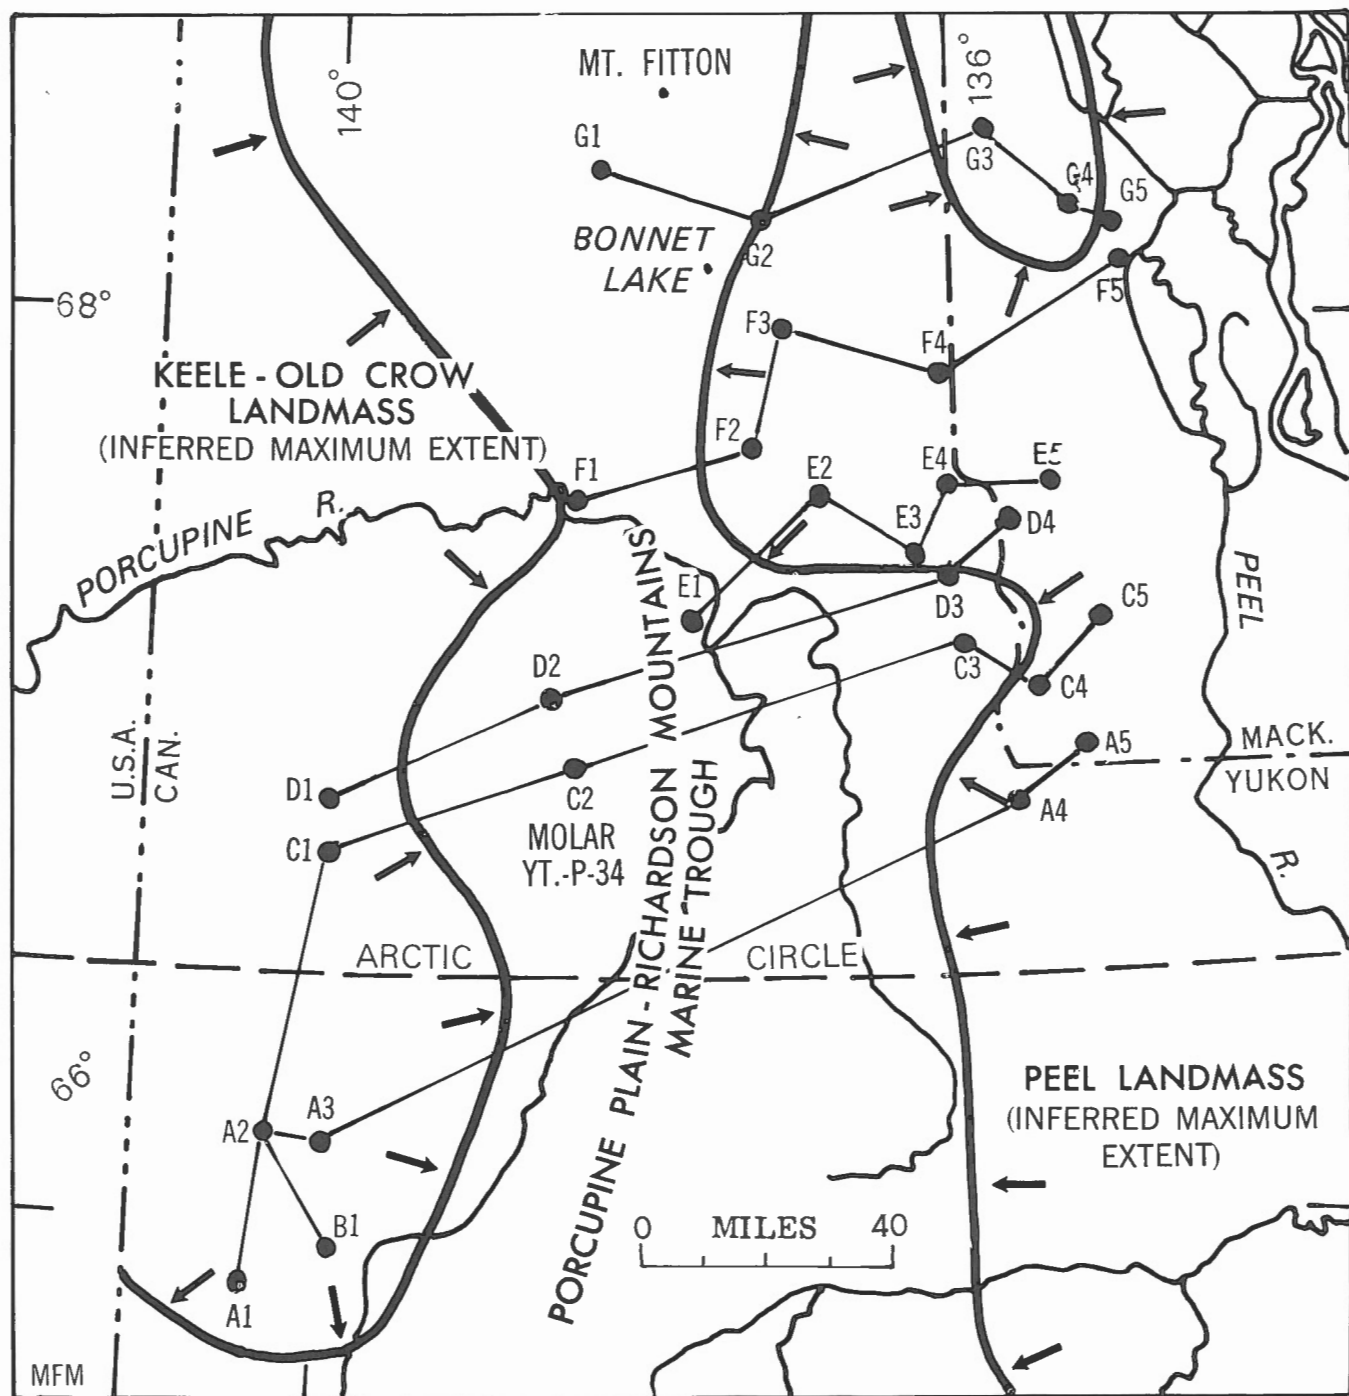 MT. FITTON
140°
136°
G1
G3
G4
G5
BONNET
LAKE
G2
68°
F5
F3
F4
KEELE - OLD CROW
LANDMASS
(INFERRED MAXIMUM EXTENT)
F2
F1
E2
E4
E5
PORCUPINE R.
E3
D4
E1
D3
C5
PEEL R.
D2
C3
C4
U.S.A.
CAN.
A5
MACK.
YUKON
D1
C2
A4
C1
MOLAR
YT.-P-34
PORCUPINE PLAIN - RICHARDSON MOUNTAINS
MARINE TROUGH
ARCTIC CIRCLE
66°
PEEL LANDMASS
(INFERRED MAXIMUM
EXTENT)
A2
A3
B1
0 MILES 40
A1
MFM